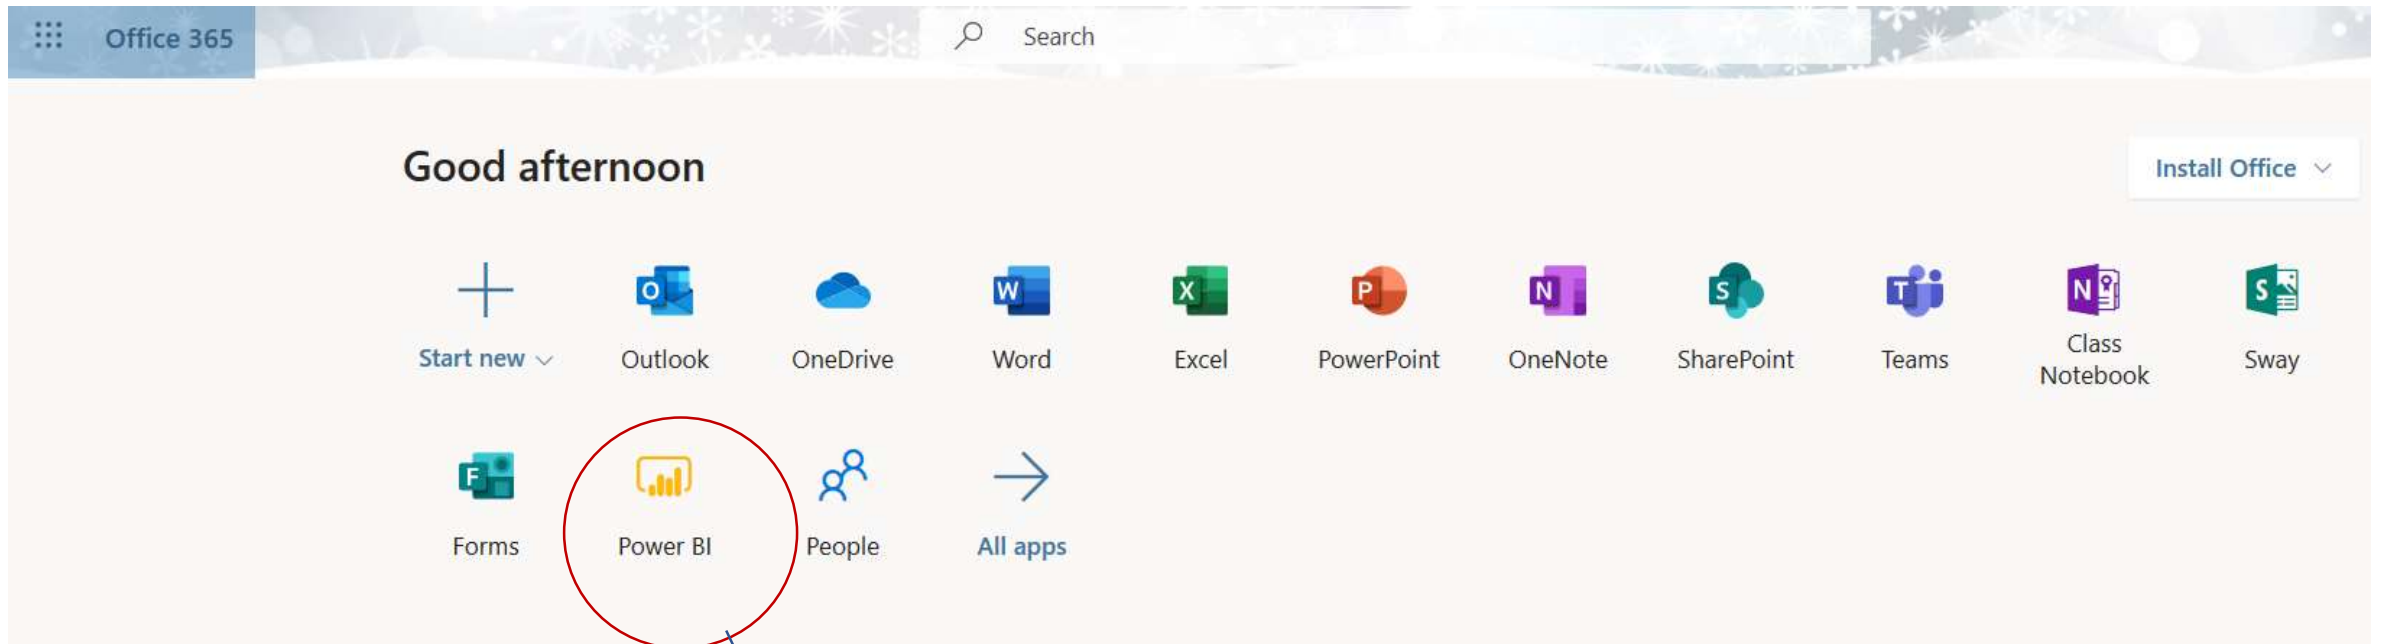 Office 365
Search
Good afternoon
Install Office
Start new
Outlook
OneDrive
Word
Excel
PowerPoint
OneNote
SharePoint
Teams
Class
Notebook
Sway
Forms
Power BI
People
All apps